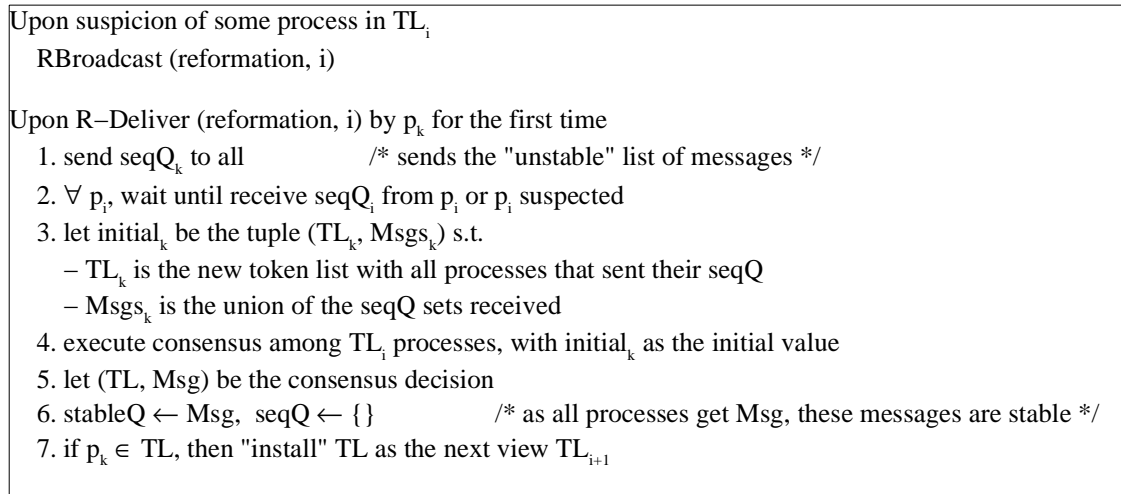 Upon suspicion of some process in TLᵢ
RBroadcast (reformation, i)
Upon R−Deliver (reformation, i) by pₖ for the first time
1. send seqQₖ to all /* sends the "unstable" list of messages */
2. ∀ pᵢ, wait until receive seqQᵢ from pᵢ or pᵢ suspected
3. let initialₖ be the tuple (TLₖ, Msgsₖ) s.t.
− TLₖ is the new token list with all processes that sent their seqQ
− Msgsₖ is the union of the seqQ sets received
4. execute consensus among TLᵢ processes, with initialₖ as the initial value
5. let (TL, Msg) be the consensus decision
6. stableQ ← Msg, seqQ ← {} /* as all processes get Msg, these messages are stable */
7. if pₖ ∈ TL, then "install" TL as the next view TLᵢ₊₁